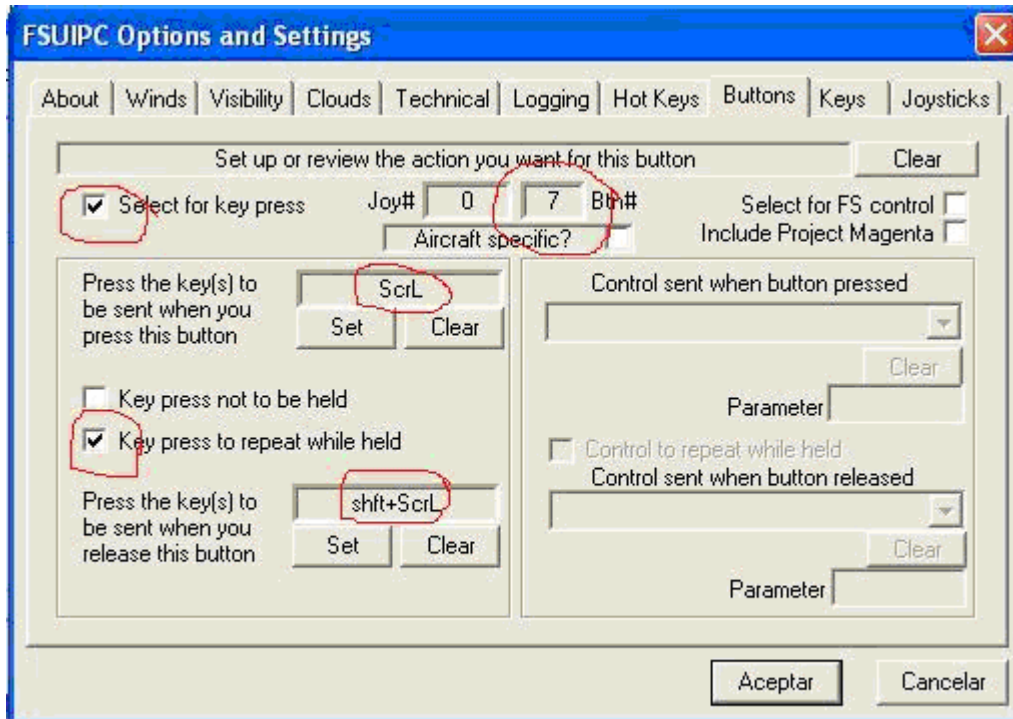 FSUIPC Options and Settings
About Winds Visibility Clouds Technical Logging Hot Keys Buttons Keys Joysticks
Set up or review the action you want for this button Clear
Select for key press Joy# 0 7 Btn# Select for FS control
Aircraft specific? Include Project Magenta
Press the key(s) to
be sent when you
press this button
ScrL
Set Clear
Key press not to be held
Key press to repeat while held
Press the key(s) to
be sent when you
release this button
shft+ScrL
Set Clear
Control sent when button pressed
Clear
Parameter
Control to repeat while held
Control sent when button released
Clear
Parameter
Aceptar Cancelar